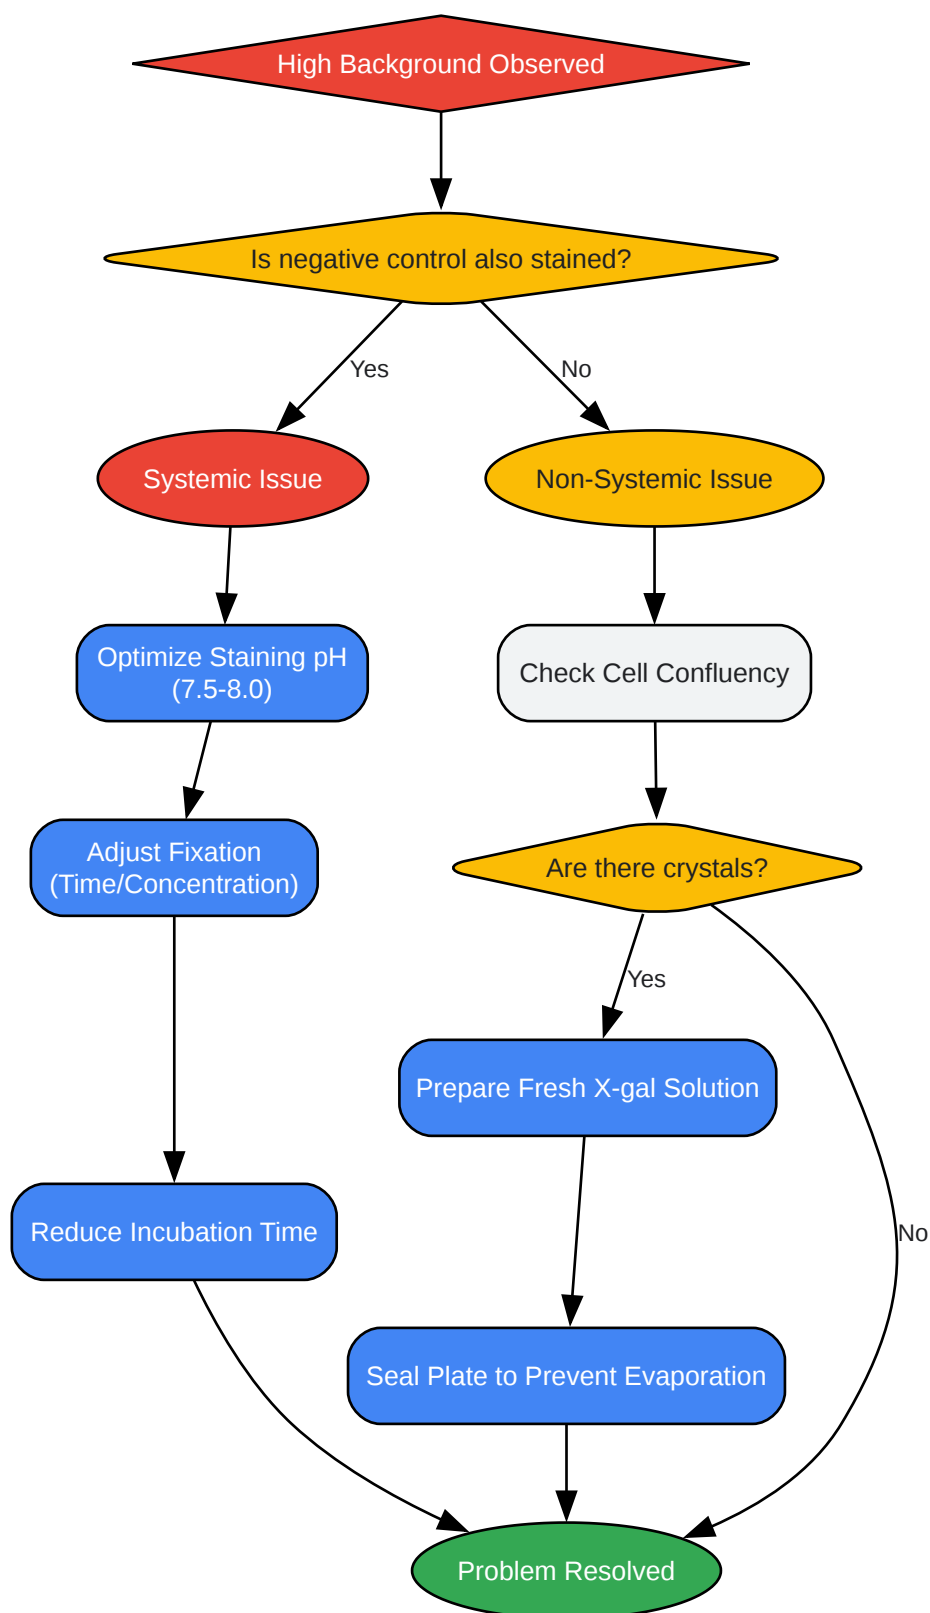 High Background Observed
Is negative control also stained?
Yes
No
Systemic Issue
Non-Systemic Issue
Optimize Staining pH
(7.5-8.0)
Check Cell Confluency
Adjust Fixation
(Time/Concentration)
Are there crystals?
Yes
Prepare Fresh X-gal Solution
Reduce Incubation Time
No
Seal Plate to Prevent Evaporation
Problem Resolved